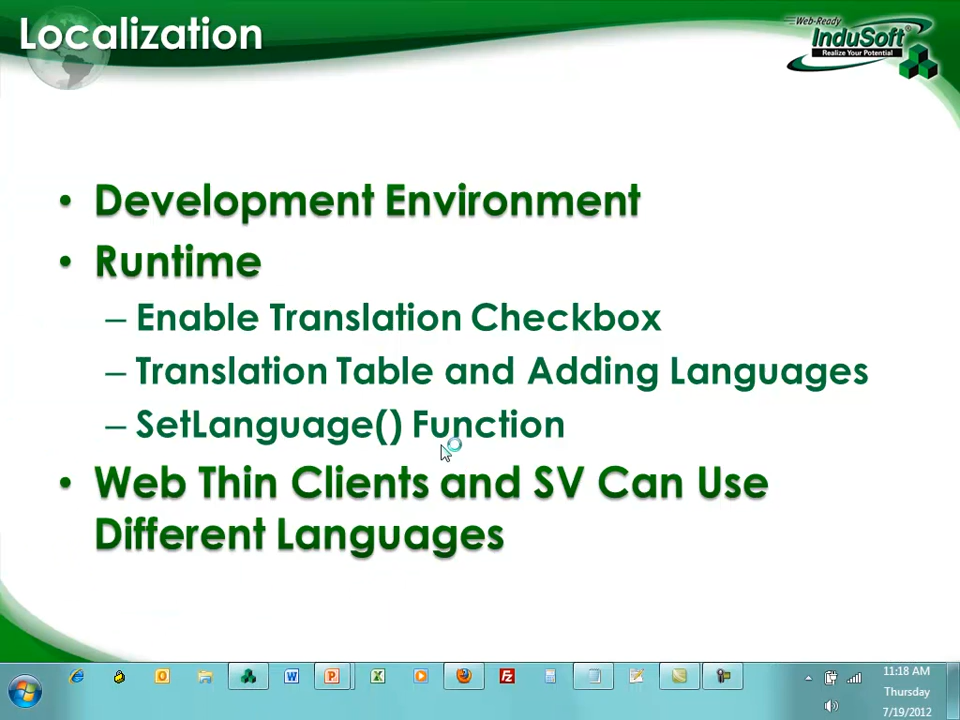 Localization
Web-Ready
InduSoft®
Realize Your Potential
• Development Environment
• Runtime
– Enable Translation Checkbox
– Translation Table and Adding Languages
– SetLanguage() Function
• Web Thin Clients and SV Can Use
Different Languages
11:18 AM
Thursday
7/19/2012